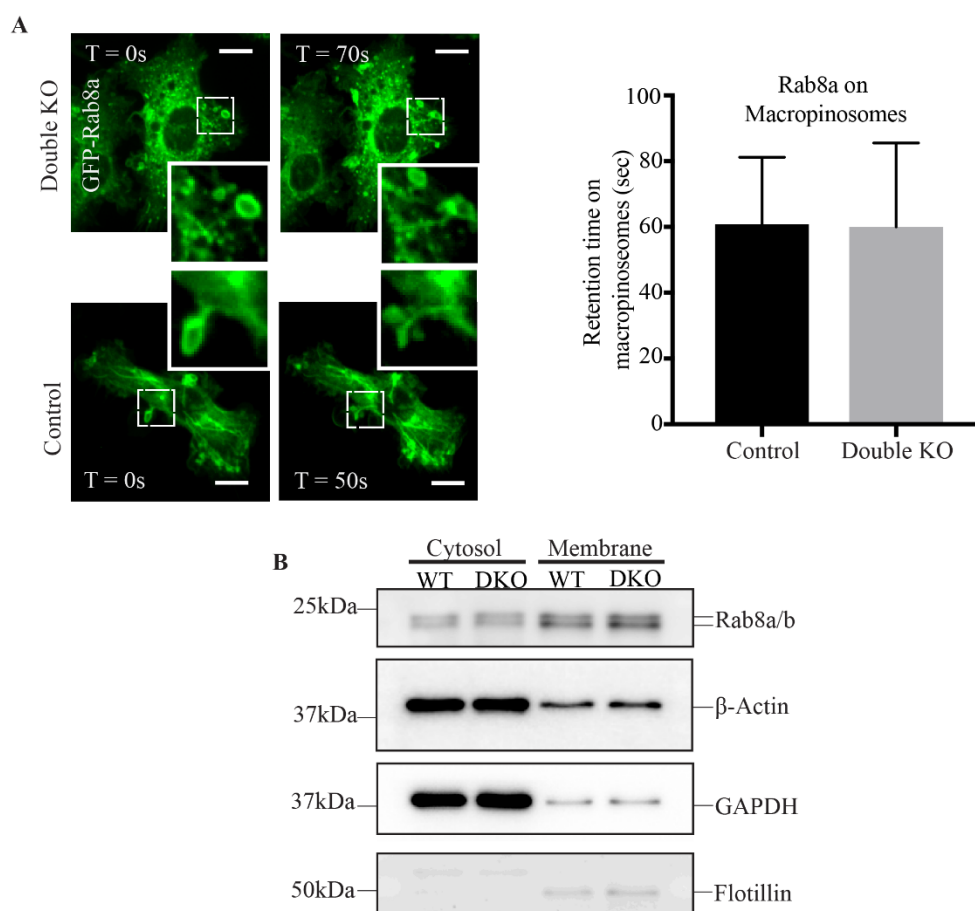 A
Double KO
GFP-Rab8a
T = 0s
T = 70s
Control
T = 0s
T = 50s
Rab8a on
Macropinosomes
Retention time on
macropinoseomes (sec)
100
80
60
40
20
0
Control
Double KO
B
Cytosol
Membrane
WT
DKO
WT
DKO
25kDa
Rab8a/b
37kDa
β-Actin
37kDa
GAPDH
50kDa
Flotillin